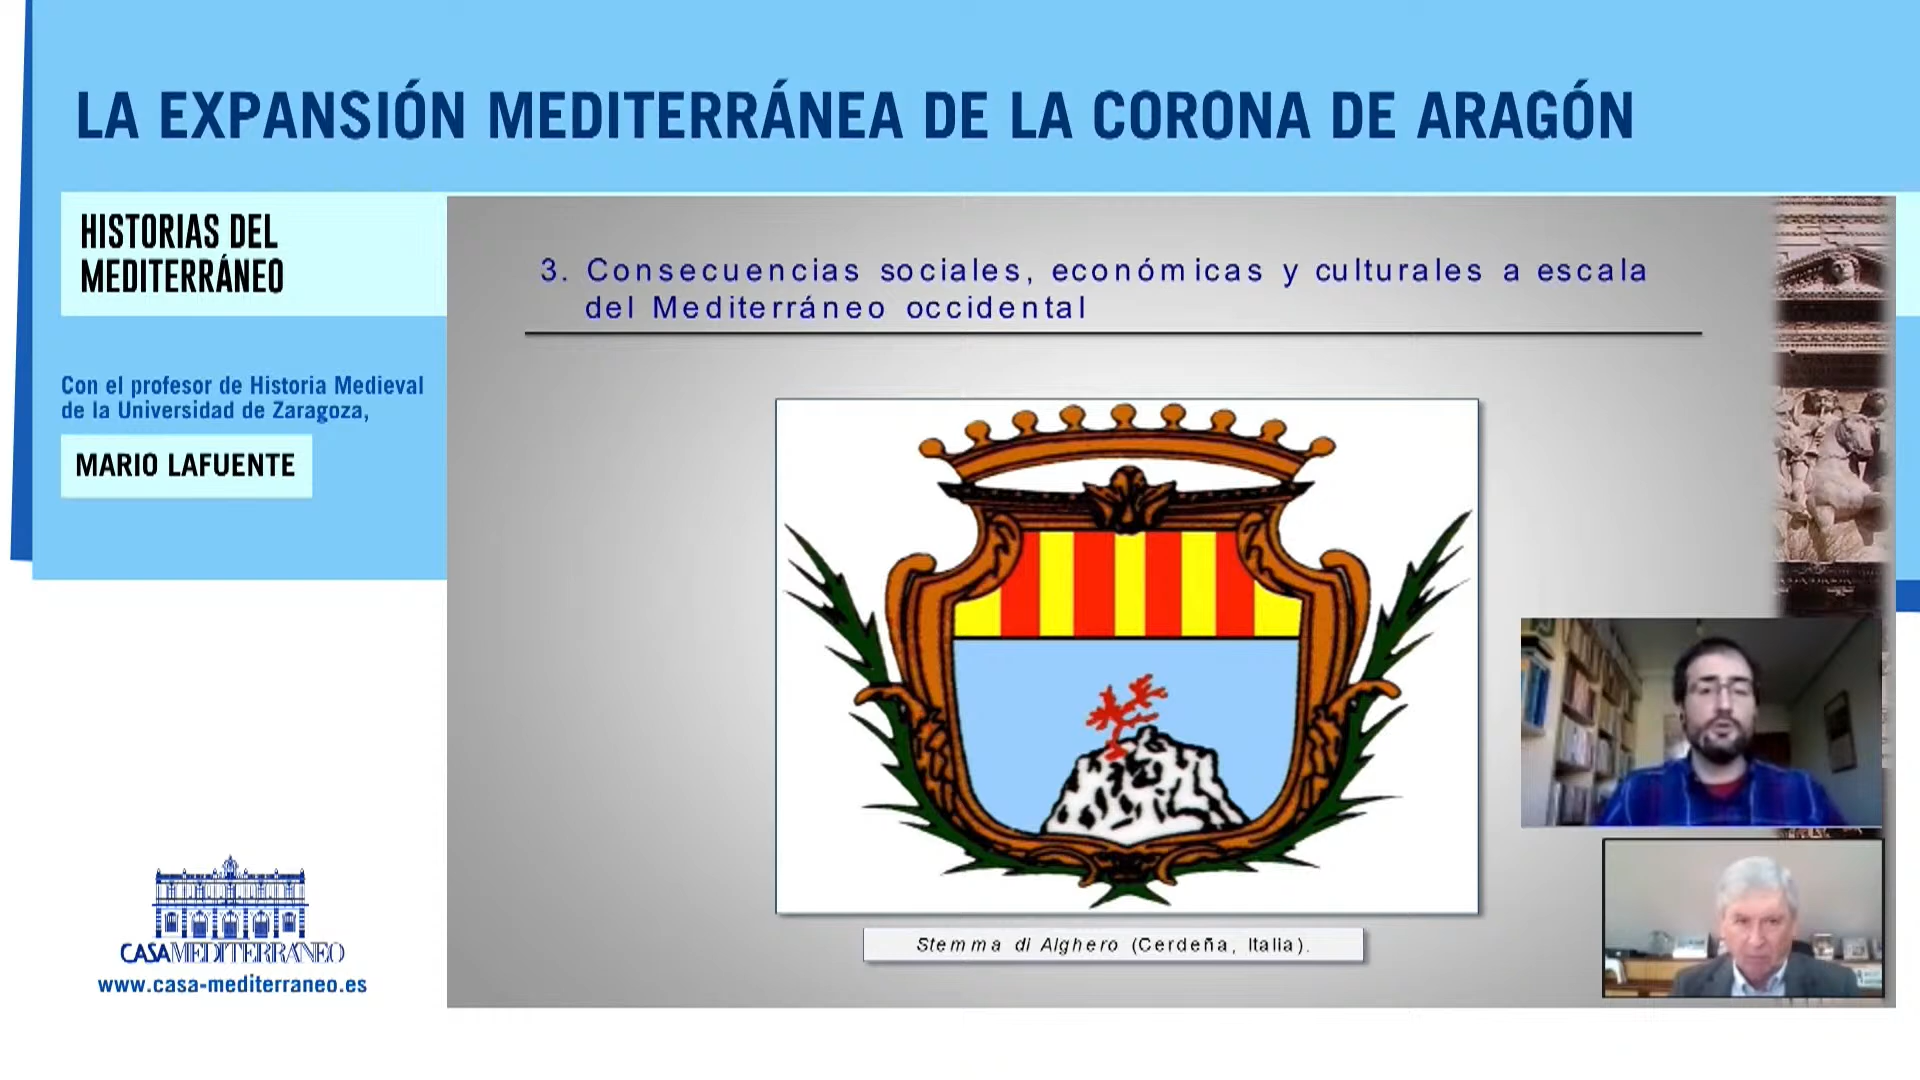 LA EXPANSIÓN MEDITERRÁNEA DE LA CORONA DE ARAGÓN
HISTORIAS DEL
MEDITERRÁNEO
Con el profesor de Historia Medieval
de la Universidad de Zaragoza,
MARIO LAFUENTE
3. Consecuencias sociales, económicas y culturales a escala
del Mediterráneo occidental
Stemma di Alghero (Cerdeña, Italia).
CASAMEDITERRÁNEO
www.casa-mediterraneo.es